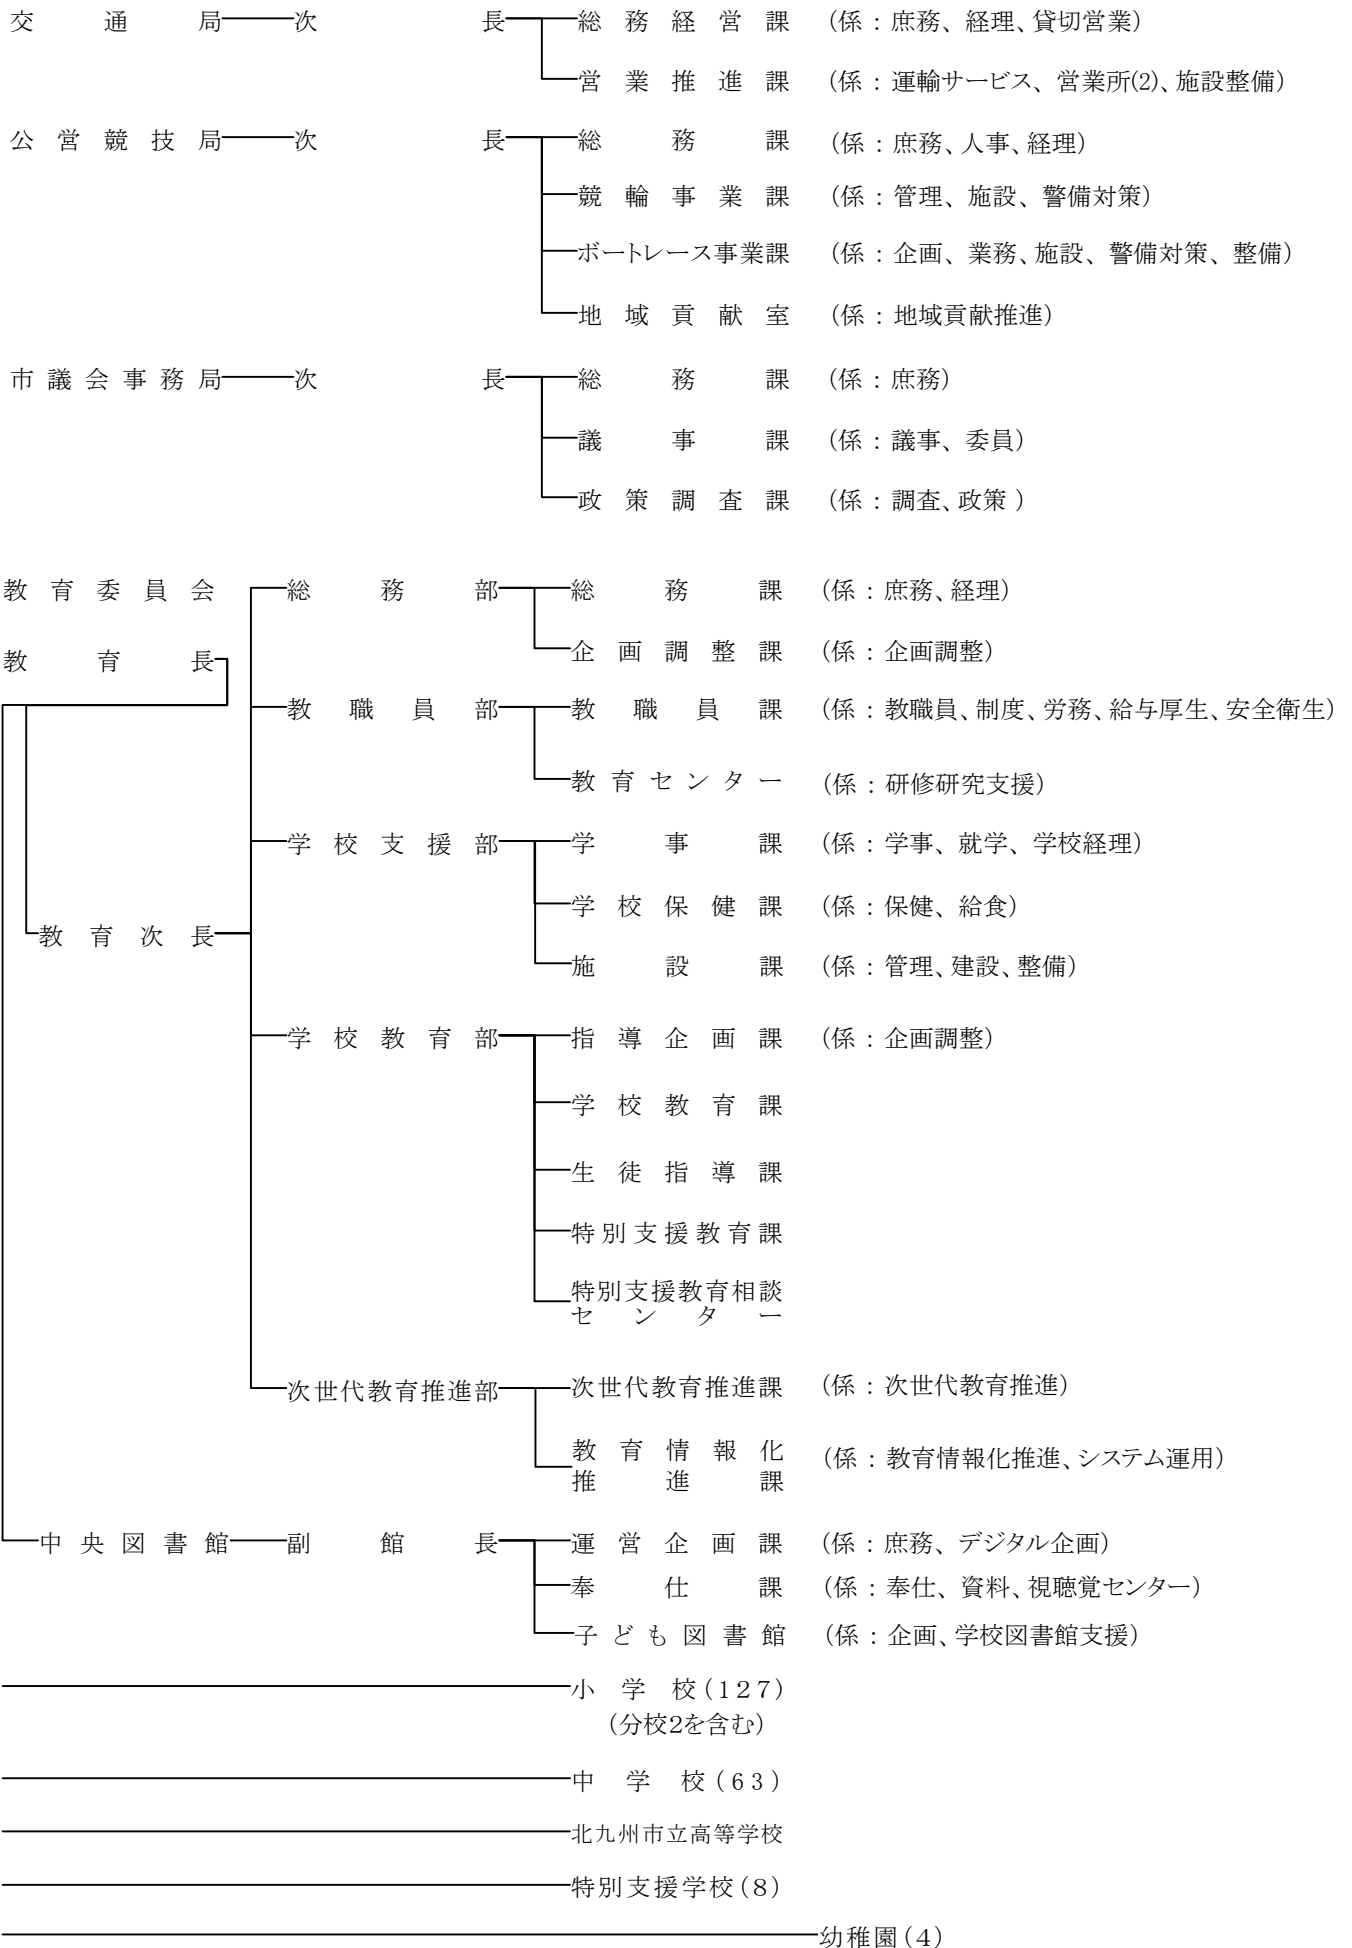 交通局 次長 総務経営課 (係：庶務、経理、貸切営業)
営業推進課 (係：運輸サービス、営業所(2)、施設整備)
公営競技局 次長 総務課 (係：庶務、人事、経理)
競輪事業課 (係：管理、施設、警備対策)
ボートレース事業課 (係：企画、業務、施設、警備対策、整備)
地域貢献室 (係：地域貢献推進)
市議会事務局 次長 総務課 (係：庶務)
議事課 (係：議事、委員)
政策調査課 (係：調査、政策 )
教育委員会 総務部 総務課 (係：庶務、経理)
企画調整課 (係：企画調整)
教育長
教職員部 教職員課 (係：教職員、制度、労務、給与厚生、安全衛生)
教育センター (係：研修研究支援)
学校支援部 学事課 (係：学事、就学、学校経理)
学校保健課 (係：保健、給食)
教育次長
施設課 (係：管理、建設、整備)
学校教育部 指導企画課 (係：企画調整)
学校教育課
生徒指導課
特別支援教育課
特別支援教育相談
センター
次世代教育推進部 次世代教育推進課 (係：次世代教育推進)
教育情報化
推進課 (係：教育情報化推進、システム運用)
中央図書館 副館長 運営企画課 (係：庶務、デジタル企画)
奉仕課 (係：奉仕、資料、視聴覚センター)
子ども図書館 (係：企画、学校図書館支援)
小学校(127)
(分校2を含む)
中学校(63)
北九州市立高等学校
特別支援学校(8)
幼稚園(4)